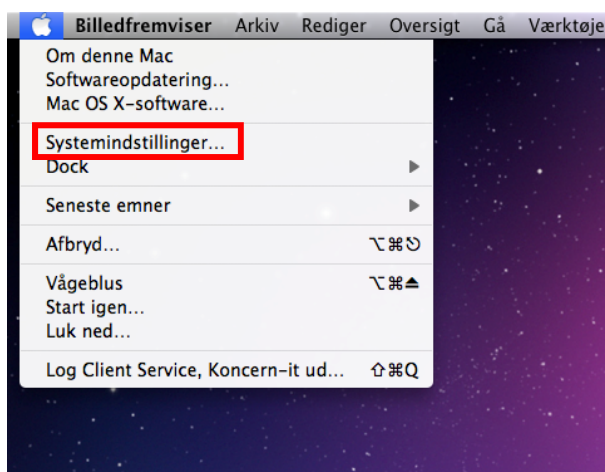 Billedfremviser Arkiv Rediger Oversigt Gå Værktøje
Om denne Mac
Softwareopdatering...
Mac OS X-software...
Systemindstillinger...
Dock
Seneste emner
Afbryd... ⌥⌘⎋
Vågeblus ⌥⌘⏏
Start igen...
Luk ned...
Log Client Service, Koncern-it ud... ⇧⌘Q